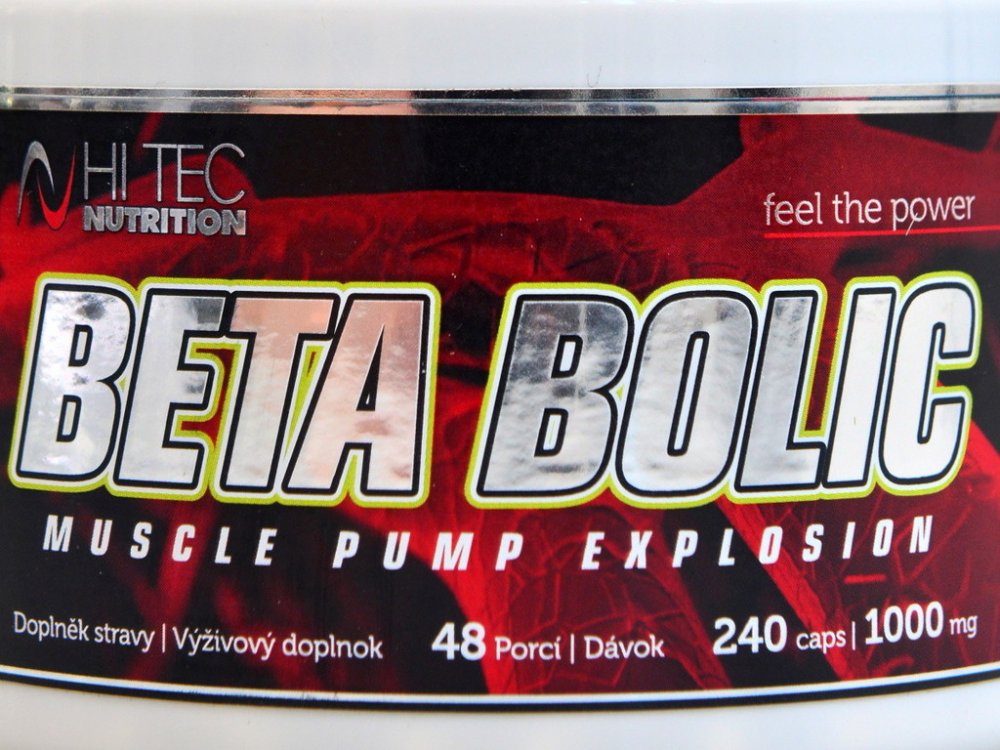 HI TEC
NUTRITION
feel the power
BETA BOLIC
MUSCLE PUMP EXPLOSION
Doplněk stravy | Výživový doplnok 48 Porcí | Dávok 240 caps | 1000 mg